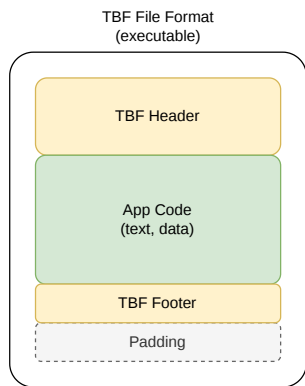 TBF File Format
(executable)
TBF Header
App Code
(text, data)
TBF Footer
Padding